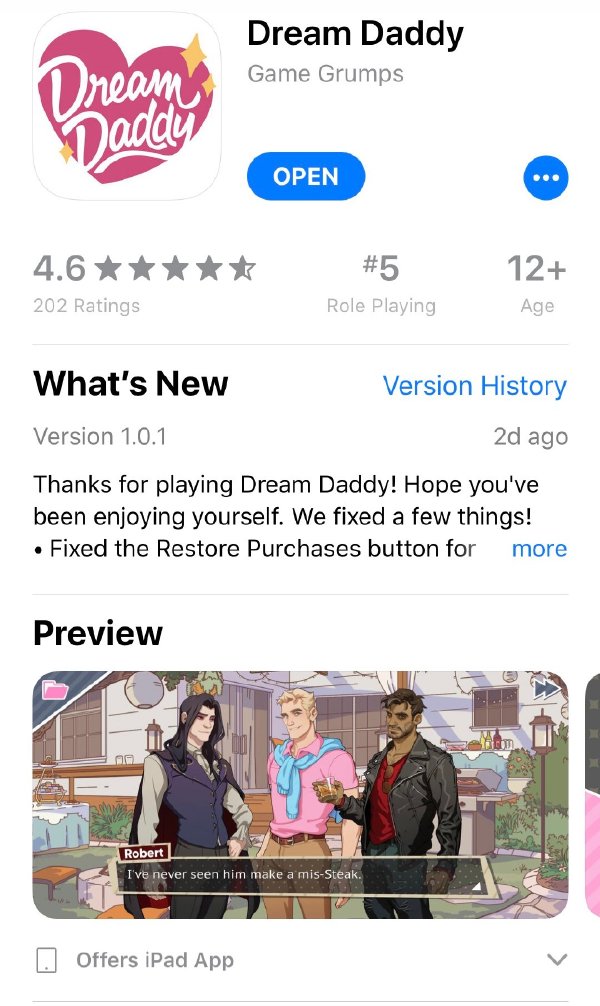 Dream
Daddy
Dream Daddy
Game Grumps
OPEN
4.6
#5
12+
202 Ratings
Role Playing
Age
What's New
Version History
Version 1.0.1
2d ago
Thanks for playing Dream Daddy! Hope you've
been enjoying yourself. We fixed a few things!
• Fixed the Restore Purchases button for
more
Preview
Robert
I've never seen him make a mis-Steak.
Offers iPad App